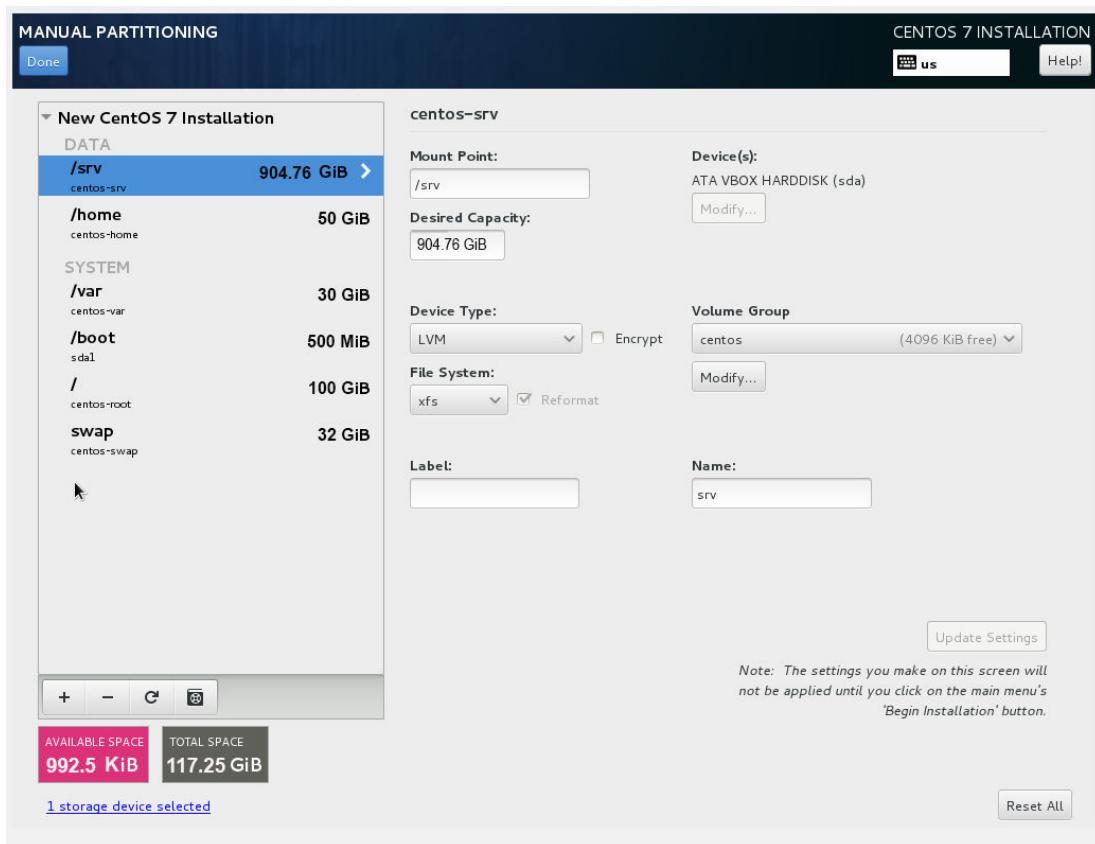 MANUAL PARTITIONING
CENTOS 7 INSTALLATION
Done
us
Help!
New CentOS 7 Installation
DATA
/srv 904.76 GiB
centos-srv
/home 50 GiB
centos-home
SYSTEM
/var 30 GiB
centos-var
/boot 500 MiB
sda1
/ 100 GiB
centos-root
swap 32 GiB
centos-swap
AVAILABLE SPACE
992.5 KiB
TOTAL SPACE
117.25 GiB
1 storage device selected
centos-srv
Mount Point:
/srv
Device(s):
ATA VBOX HARDDISK (sda)
Modify...
Desired Capacity:
904.76 GiB
Device Type:
LVM
Encrypt
Volume Group
centos (4096 KiB free)
Modify...
File System:
xfs
Reformat
Label:
Name:
srv
Update Settings
Note: The settings you make on this screen will
not be applied until you click on the main menu's
'Begin Installation' button.
Reset All